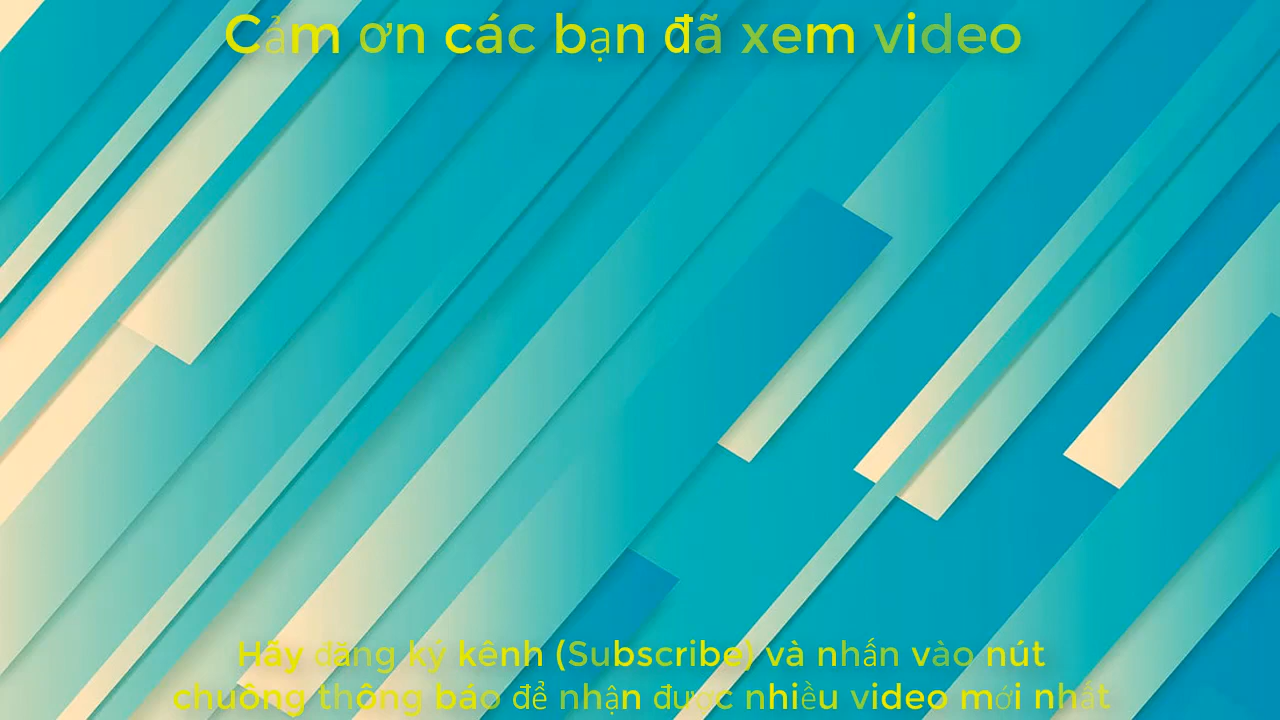 Cảm ơn các bạn đã xem video
Hãy đăng ký kênh (Subscribe) và nhấn vào nút
chuông thông báo để nhận được nhiều video mới nhất